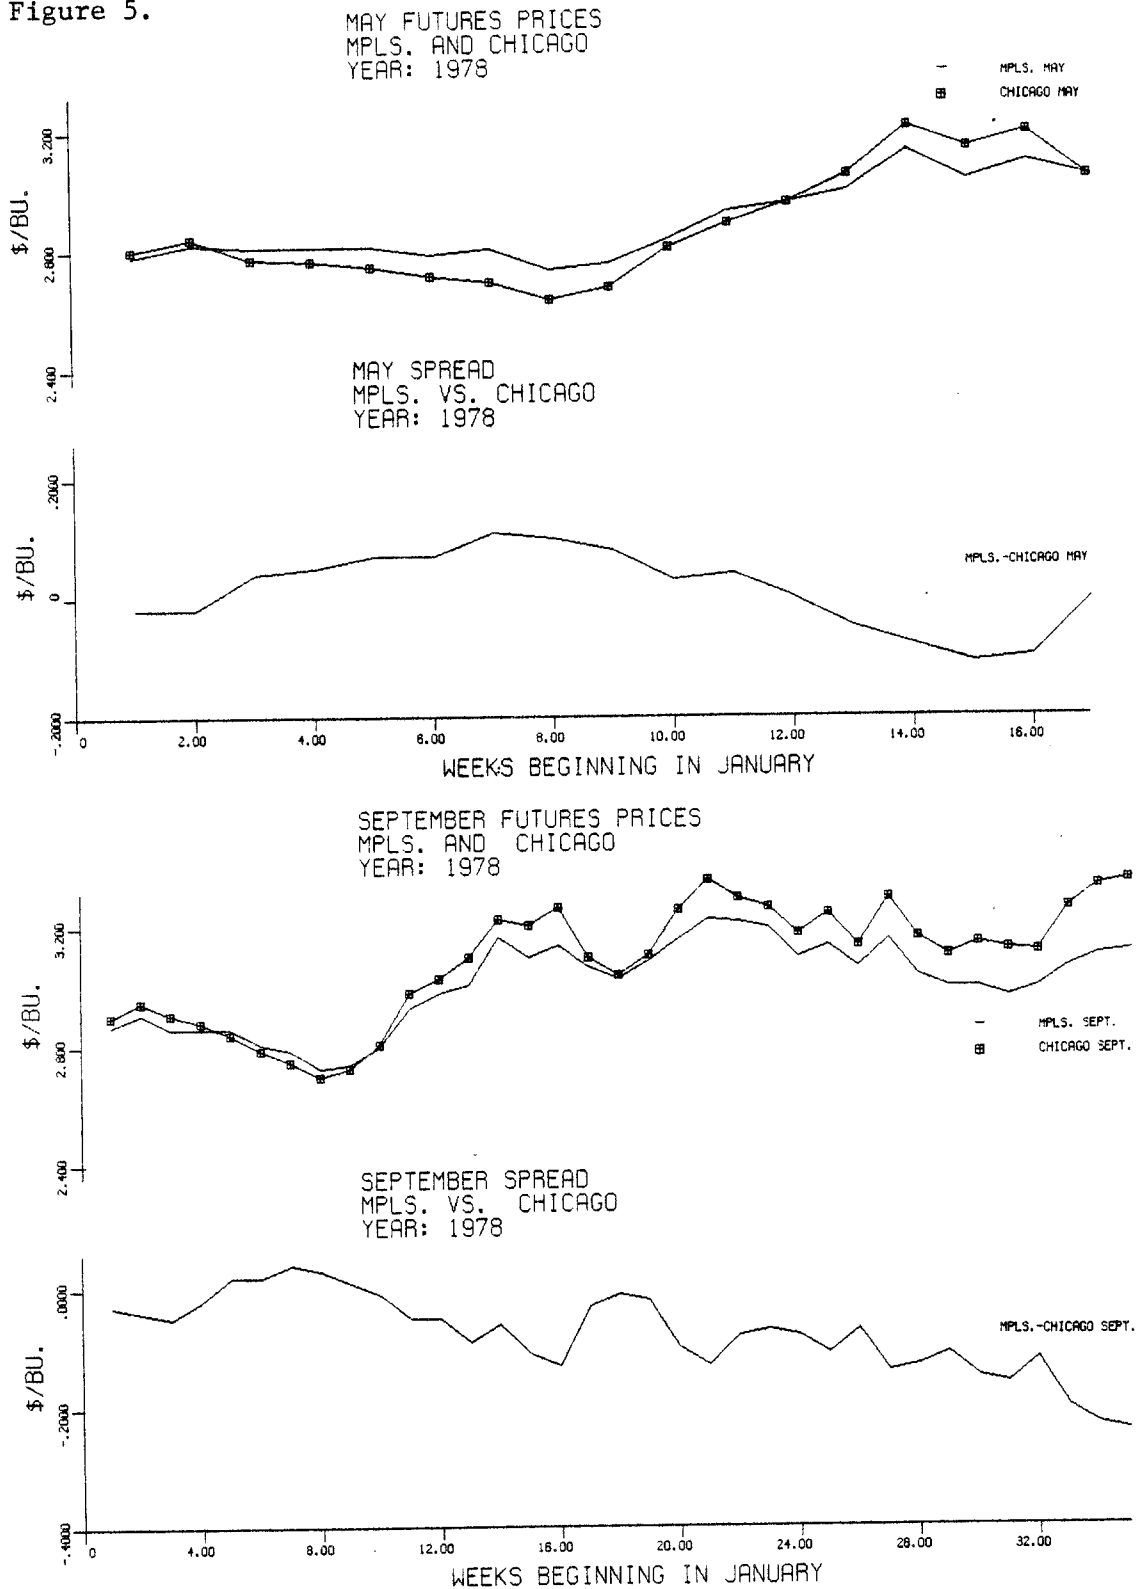 Figure 5.
MAY FUTURES PRICES
MPLS. AND CHICAGO
YEAR: 1978
MPLS. MAY
CHICAGO MAY
3.200
2.800
2.400
$/BU.
MAY SPREAD
MPLS. VS. CHICAGO
YEAR: 1978
.2000
0
-.2000
$/BU.
MPLS.-CHICAGO MAY
0 2.00 4.00 6.00 8.00 10.00 12.00 14.00 16.00
WEEKS BEGINNING IN JANUARY
SEPTEMBER FUTURES PRICES
MPLS. AND CHICAGO
YEAR: 1978
3.200
2.800
2.400
$/BU.
MPLS. SEPT.
CHICAGO SEPT.
SEPTEMBER SPREAD
MPLS. VS. CHICAGO
YEAR: 1978
.0000
-.2000
-.4000
$/BU.
MPLS.-CHICAGO SEPT.
0 4.00 8.00 12.00 16.00 20.00 24.00 28.00 32.00
WEEKS BEGINNING IN JANUARY